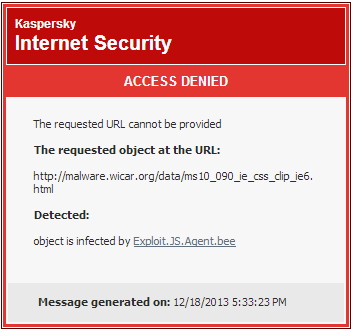 Kaspersky
Internet Security
ACCESS DENIED
The requested URL cannot be provided
The requested object at the URL:
http://malware.wicar.org/data/ms10_090_ie_css_clip_ie6.
html
Detected:
object is infected by Exploit.JS.Agent.bee
Message generated on: 12/18/2013 5:33:23 PM